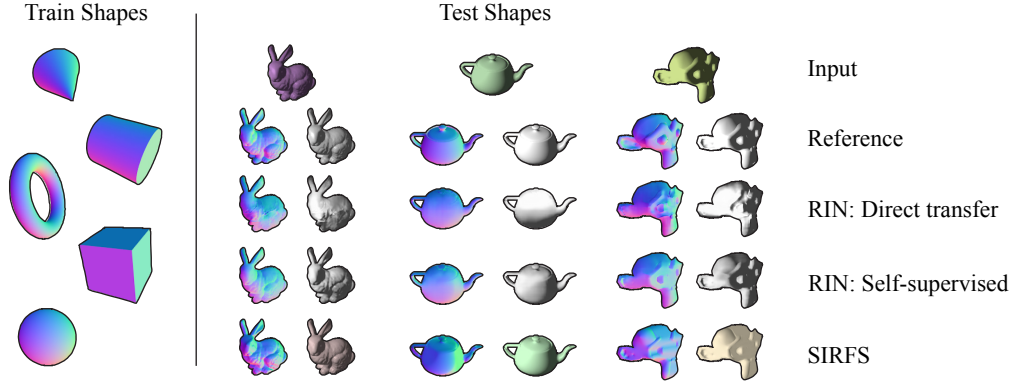 Train Shapes
Test Shapes
Input
Reference
RIN: Direct transfer
RIN: Self-supervised
SIRFS